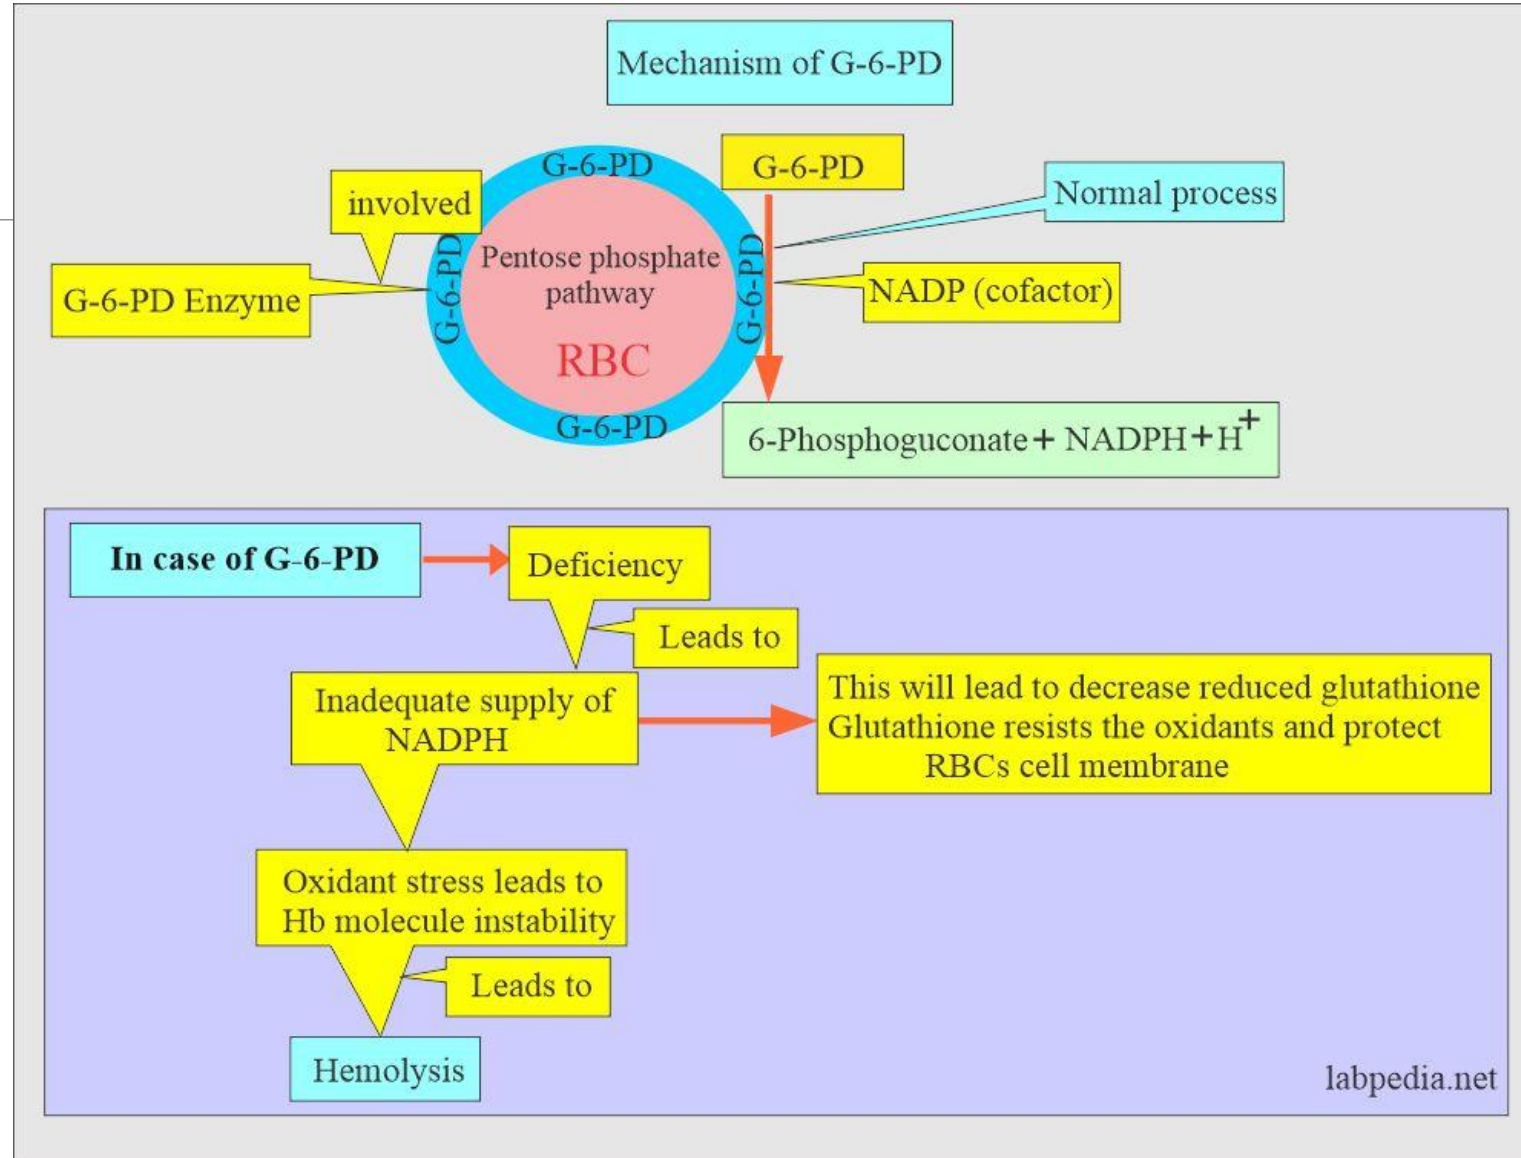 Mechanism of G-6-PD
G-6-PD
G-6-PD
involved
Normal process
G-6-PD
Pentose phosphate
pathway
G-6-PD
G-6-PD Enzyme
NADP (cofactor)
RBC
G-6-PD
6-Phosphoguconate + NADPH + H+
In case of G-6-PD
Deficiency
Leads to
Inadequate supply of
NADPH
This will lead to decrease reduced glutathione
Glutathione resists the oxidants and protect
RBCs cell membrane
Oxidant stress leads to
Hb molecule instability
Leads to
Hemolysis
labpedia.net